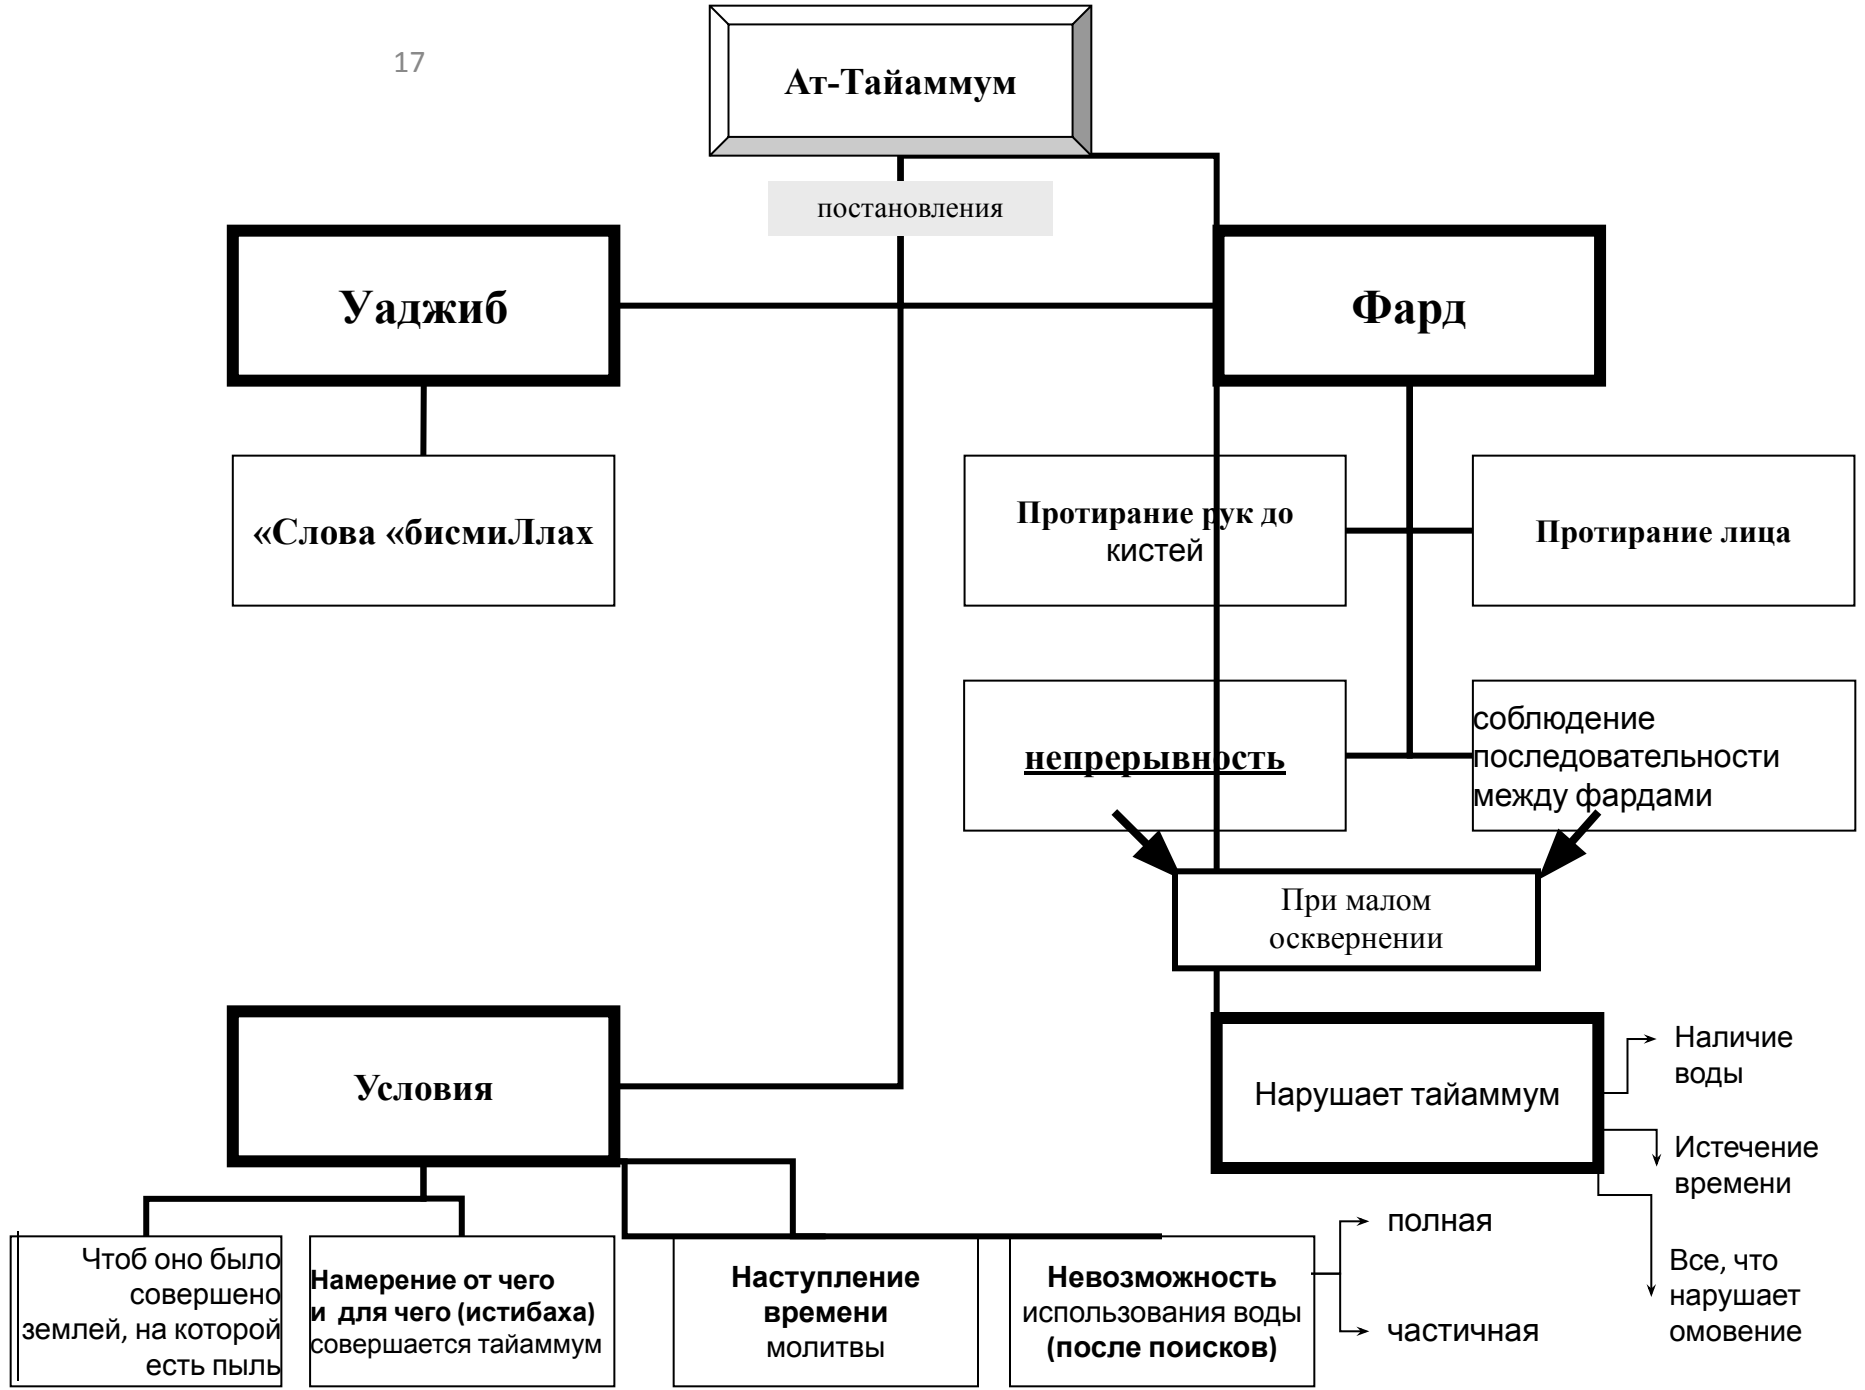 17
Ат-Тайаммум
постановления
Уаджиб
Фард
«Слова «бисмиЛлах
Протирание рук до
кистей
Протирание лица
непрерывность
соблюдение
последовательности
между фардами
При малом
осквернении
Условия
Нарушает тайаммум
Наличие
воды
Истечение
времени
Все, что
нарушает
омовение
Чтоб оно было
совершено
землей, на которой
есть пыль
Намерение от чего
и для чего (истибаха)
совершается тайаммум
Наступление
времени
молитвы
Невозможность
использования воды
(после поисков)
полная
частичная